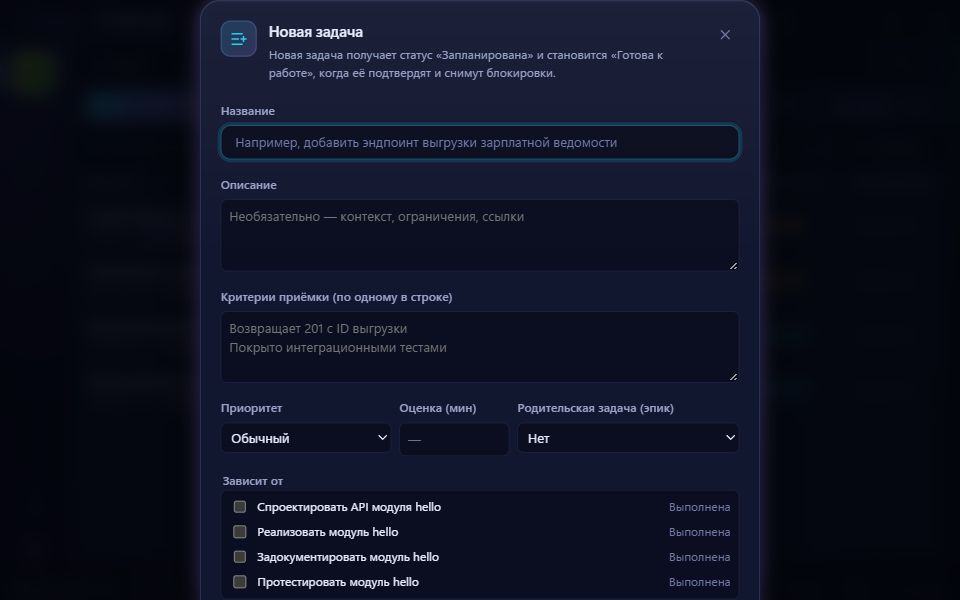 Новая задача
Новая задача получает статус «Запланирована» и становится «Готова к
работе», когда её подтвердят и снимут блокировки.
Название
Например, добавить эндпоинт выгрузки зарплатной ведомости
Описание
Необязательно — контекст, ограничения, ссылки
Критерии приёмки (по одному в строке)
Возвращает 201 с ID выгрузки
Покрыто интеграционными тестами
Приоритет Оценка (мин) Родительская задача (эпик)
Обычный — Нет
Зависит от
Спроектировать API модуля hello Выполнена
Реализовать модуль hello Выполнена
Задокументировать модуль hello Выполнена
Протестировать модуль hello Выполнена